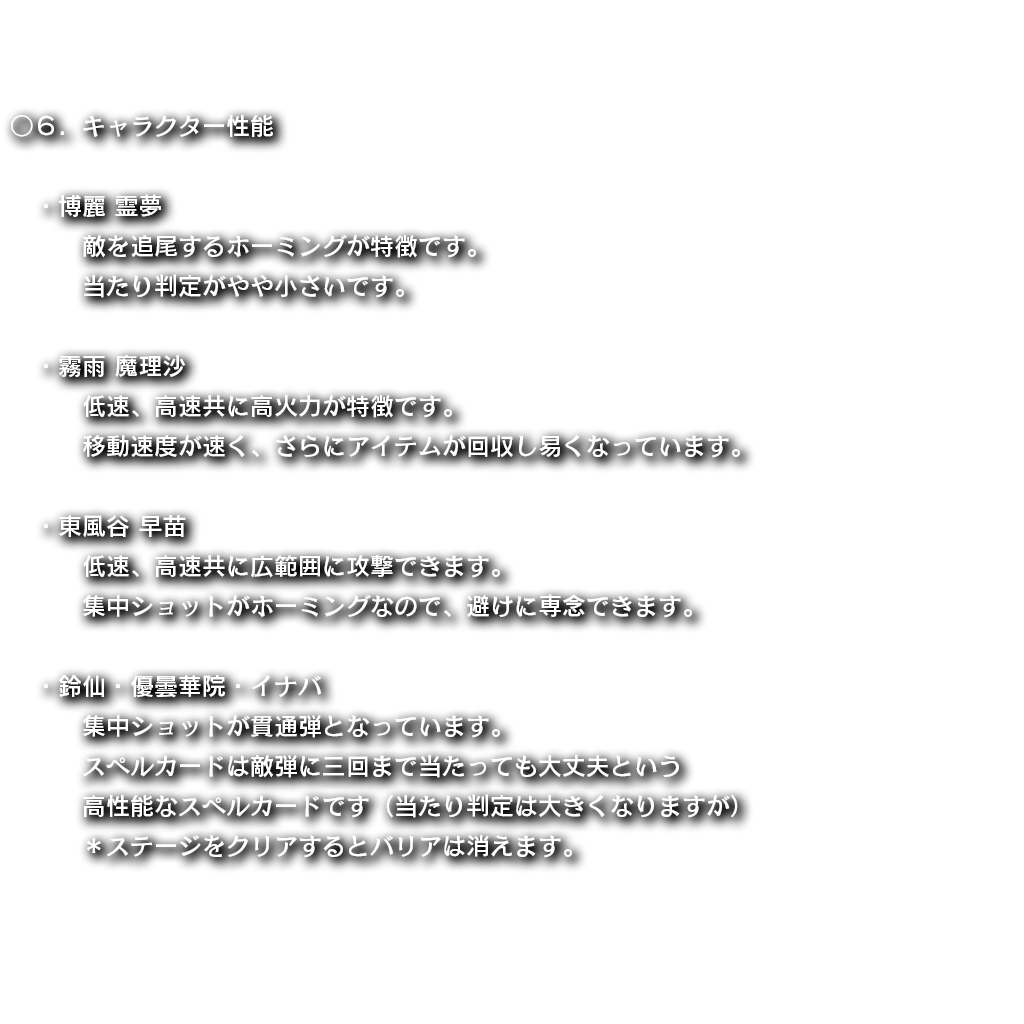 ○６．キャラクター性能
・博麗 霊夢
敵を追尾するホーミングが特徴です。
当たり判定がやや小さいです。
・霧雨 魔理沙
低速、高速共に高火力が特徴です。
移動速度が速く、さらにアイテムが回収し易くなっています。
・東風谷 早苗
低速、高速共に広範囲に攻撃できます。
集中ショットがホーミングなので、避けに専念できます。
・鈴仙・優曇華院・イナバ
集中ショットが貫通弾となっています。
スペルカードは敵弾に三回まで当たっても大丈夫という
高性能なスペルカードです（当たり判定は大きくなりますが）
＊ステージをクリアするとバリアは消えます。